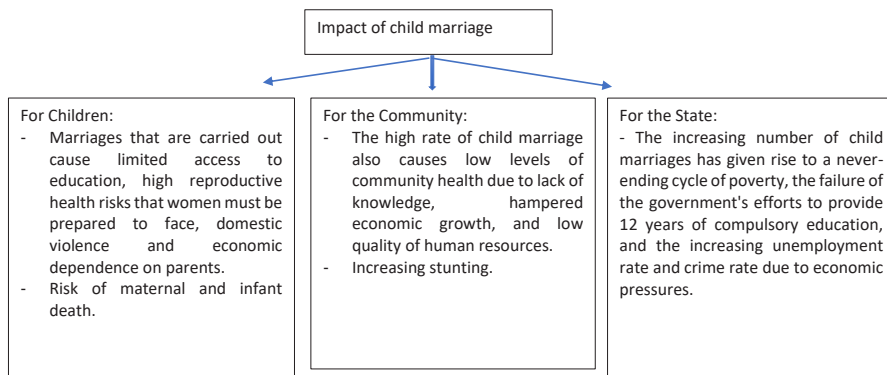 Impact of child marriage
For Children:
- Marriages that are carried out
cause limited access to
education, high reproductive
health risks that women must be
prepared to face, domestic
violence and economic
dependence on parents.
- Risk of maternal and infant
death.
For the Community:
- The high rate of child marriage
also causes low levels of
community health due to lack of
knowledge, hampered
economic growth, and low
quality of human resources.
- Increasing stunting.
For the State:
- The increasing number of child
marriages has given rise to a never-
ending cycle of poverty, the failure of
the government's efforts to provide
12 years of compulsory education,
and the increasing unemployment
rate and crime rate due to economic
pressures.